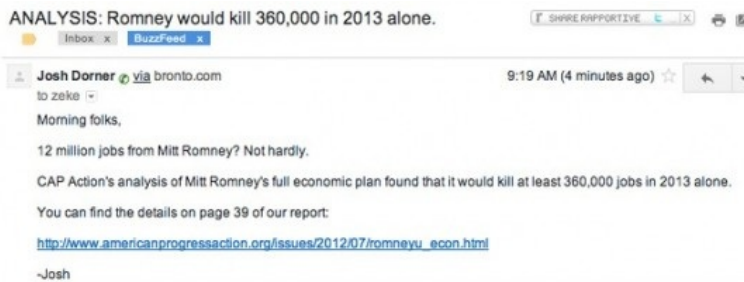 ANALYSIS: Romney would kill 360,000 in 2013 alone.
SHARE RAPPORTIVE t x
Inbox x BuzzFeed x
Josh Dorner via bronto.com 9:19 AM (4 minutes ago)
to zeke
Morning folks,
12 million jobs from Mitt Romney? Not hardly.
CAP Action's analysis of Mitt Romney's full economic plan found that it would kill at least 360,000 jobs in 2013 alone.
You can find the details on page 39 of our report:
http://www.americanprogressaction.org/issues/2012/07/romneyu_econ.html
-Josh